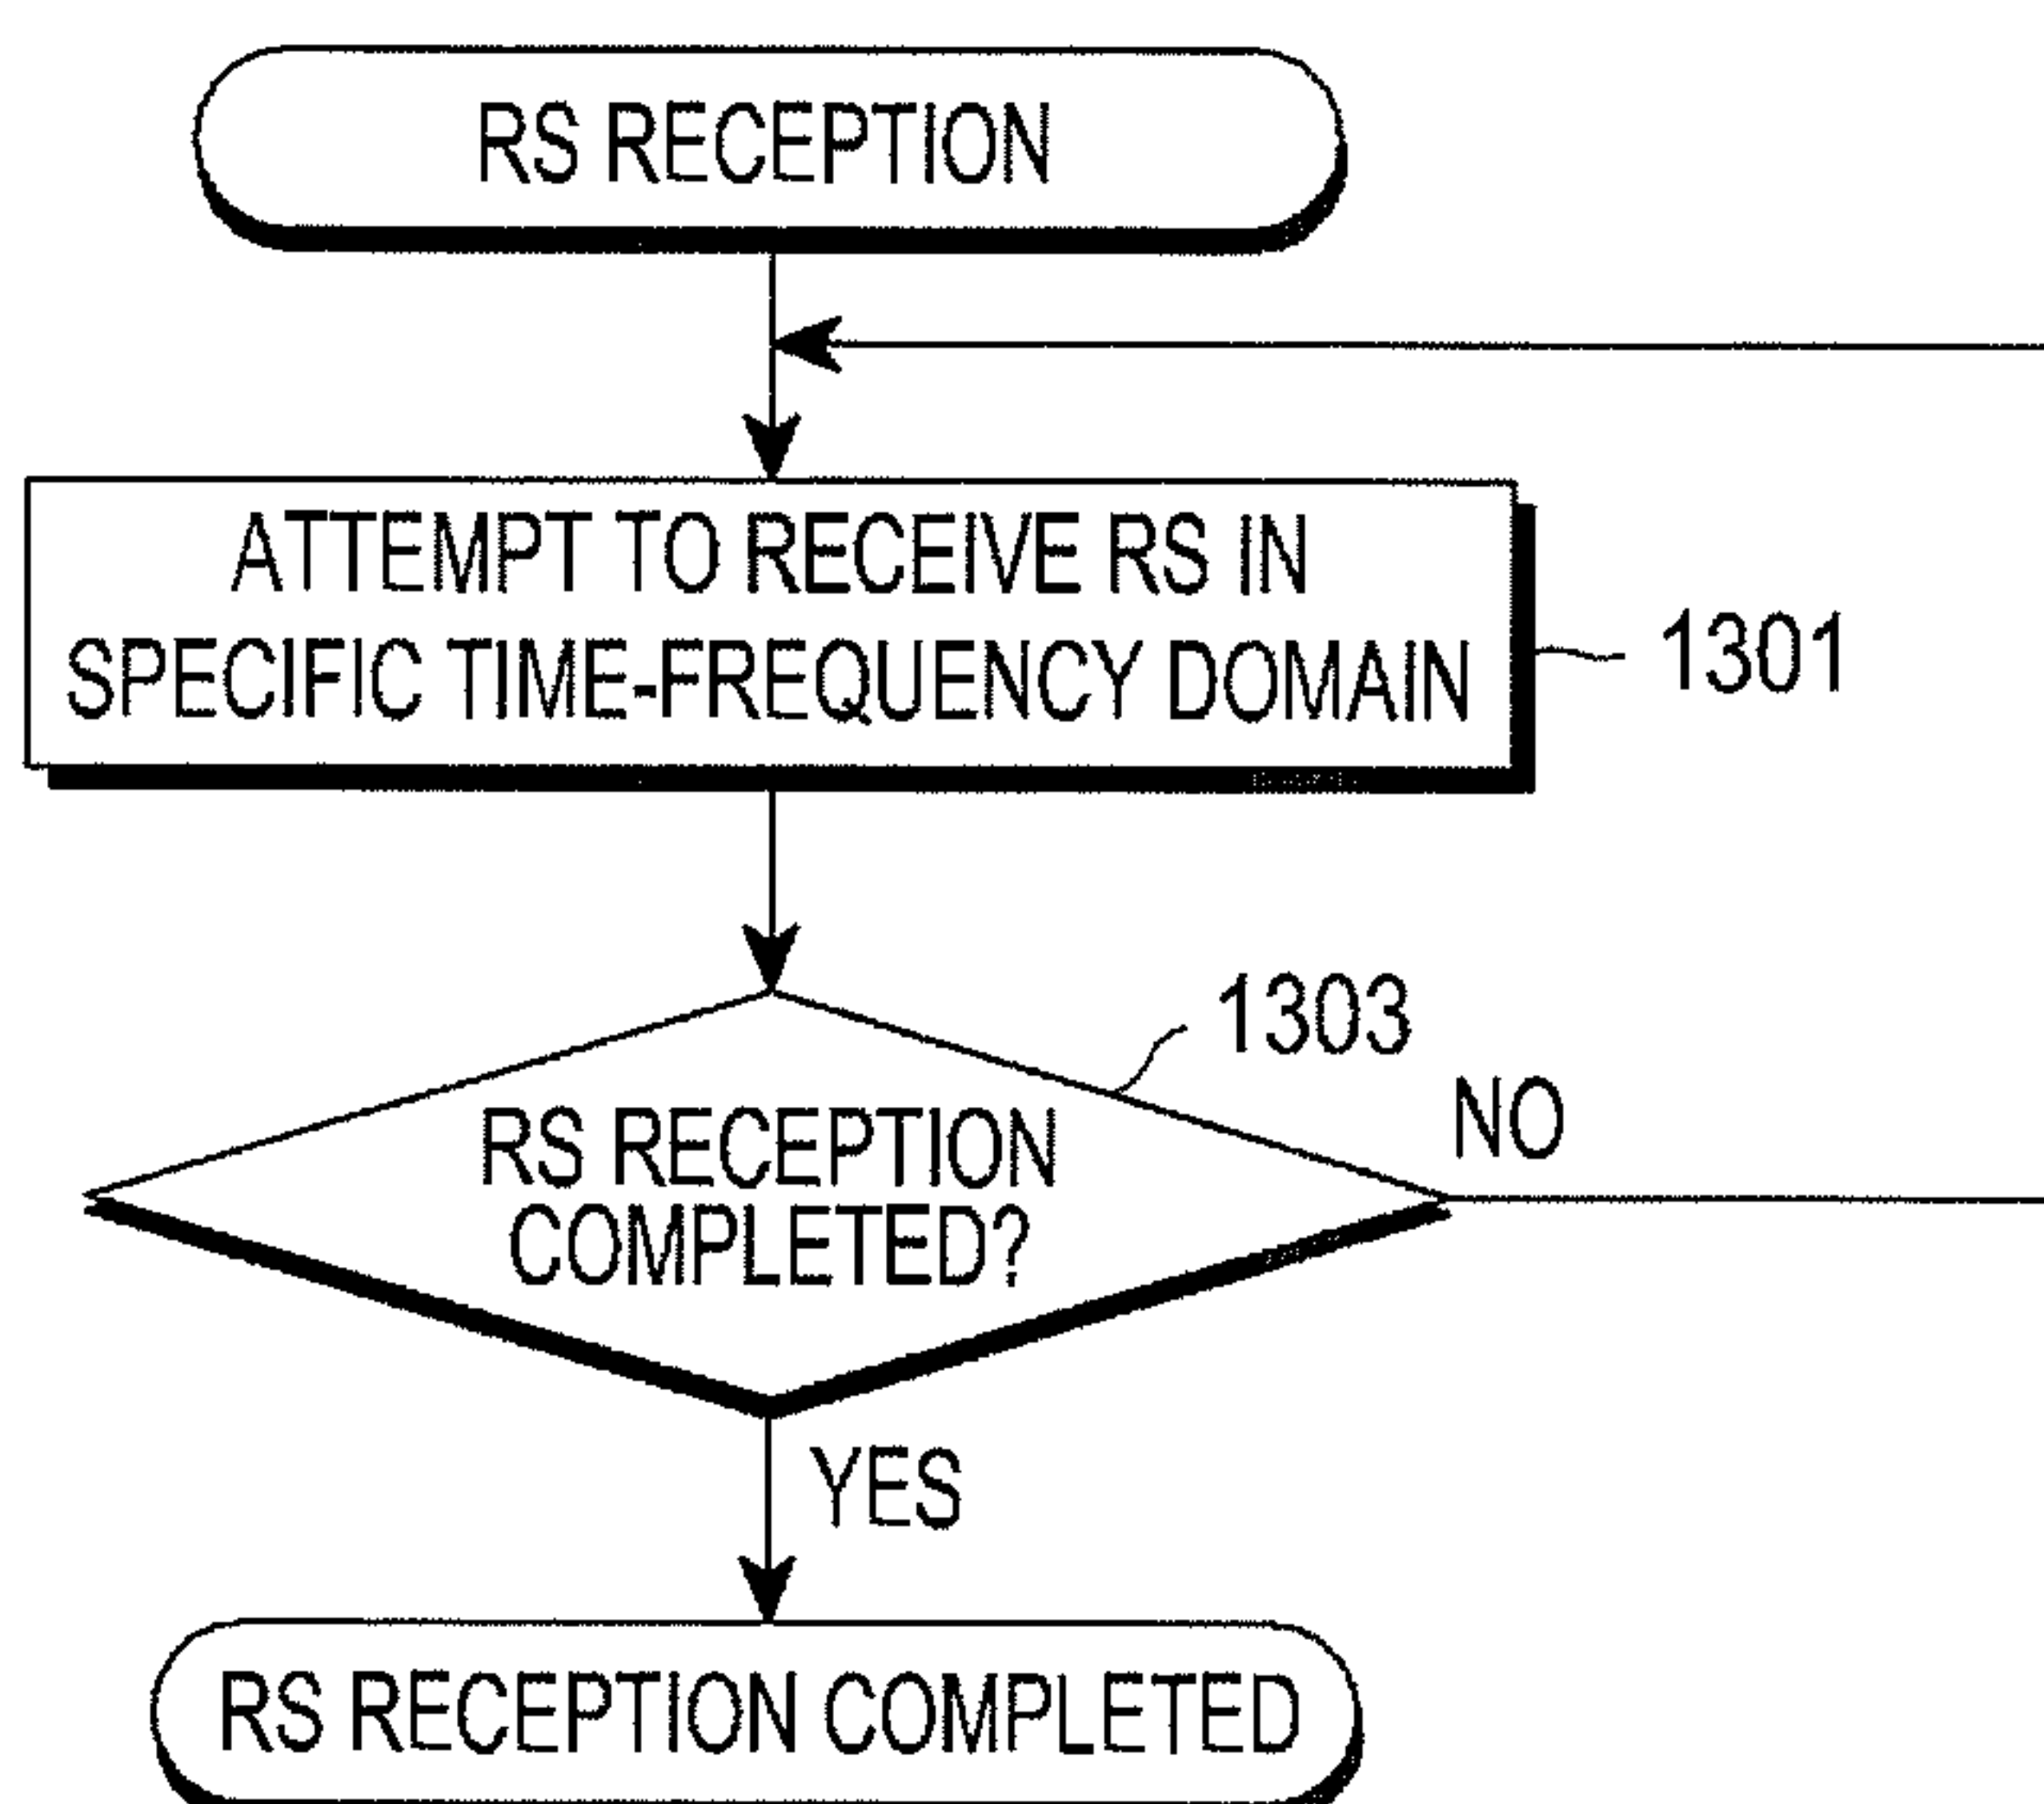 RS RECEPTION
ATTEMPT TO RECEIVE RS IN
SPECIFIC TIME-FREQUENCY DOMAIN
1301
1303
NO
RS RECEPTION
COMPLETED?
YES
RS RECEPTION COMPLETED